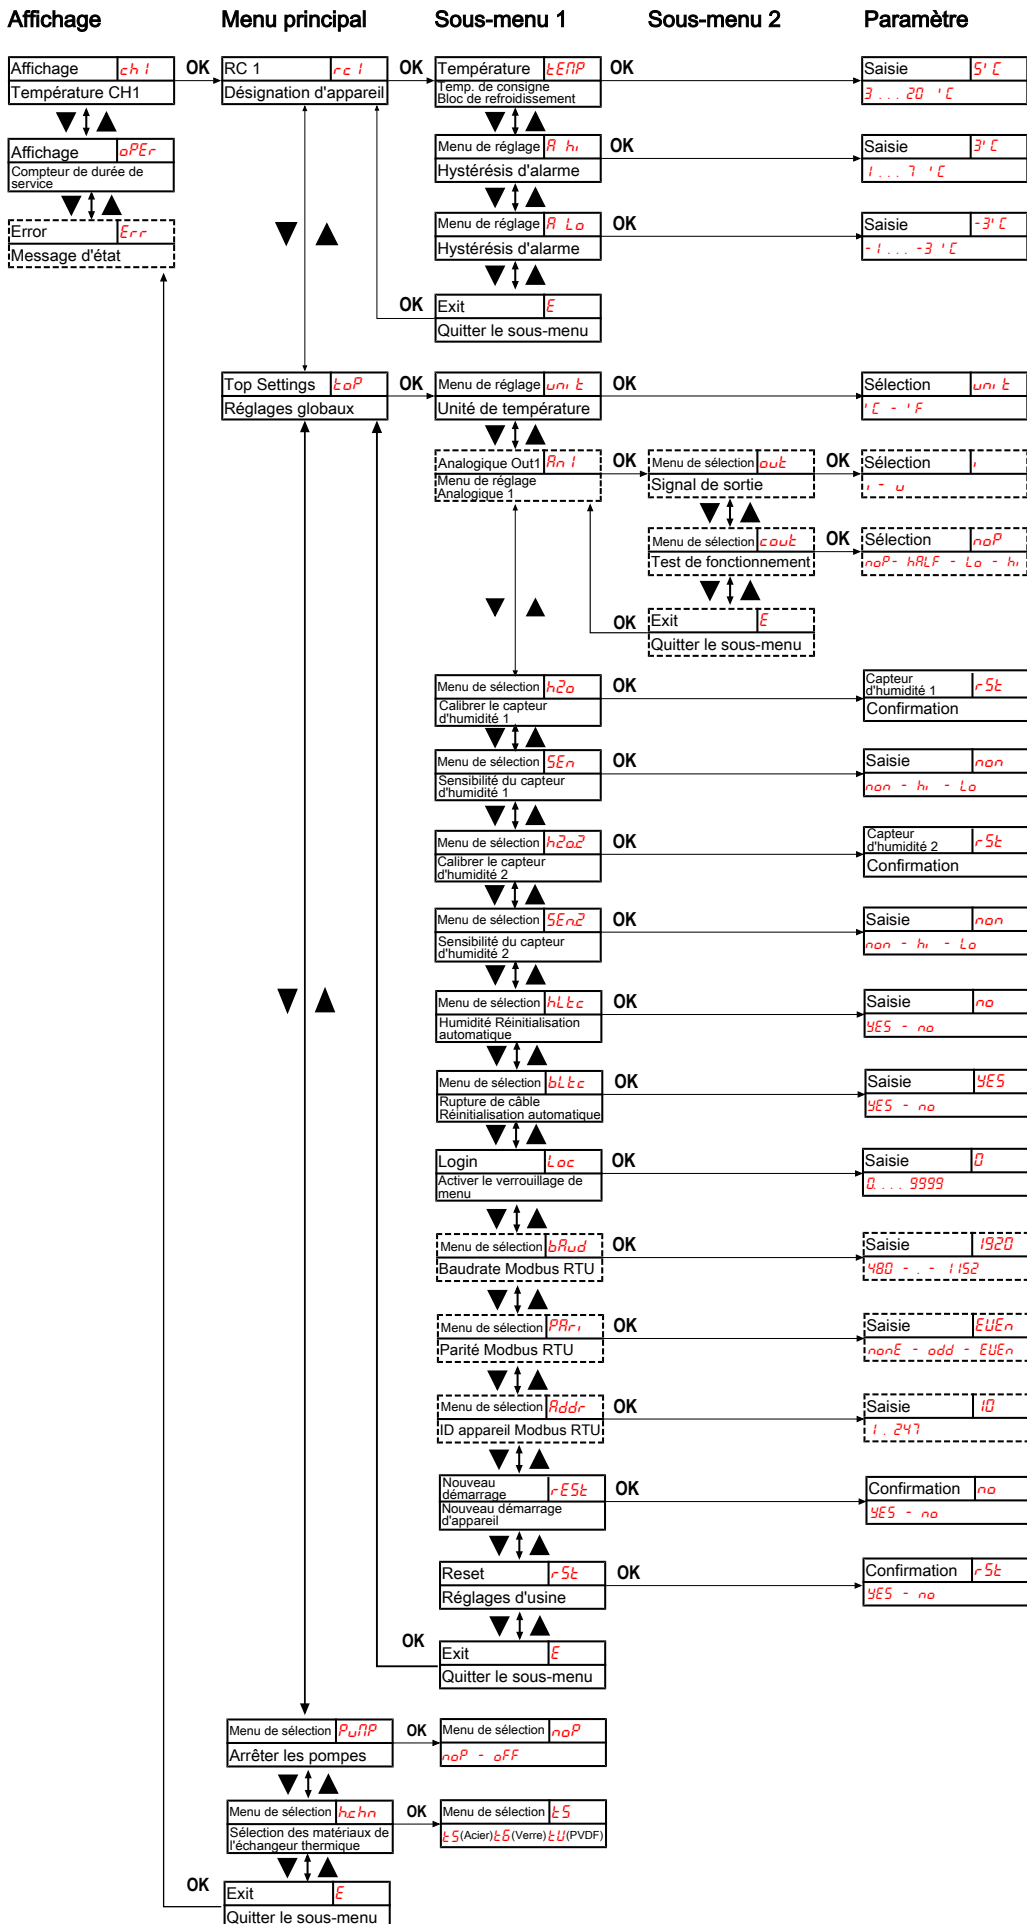 Affichage Menu principal Sous-menu 1 Sous-menu 2 Paramètre
Affichage ch1 OK RC 1 rc1 OK Température tEMP OK Saisie 5°C
Température CH1 Désignation d'appareil Temp. de consigne
Bloc de refroidissement 3 ... 20 °C
Affichage oPEr Menu de réglage A hi OK Saisie 3°C
Compteur de durée de
service Hystérésis d'alarme 1 ... 7 °C
Error Err Menu de réglage A Lo OK Saisie -3°C
Message d'état Hystérésis d'alarme -1 ... -3 °C
OK Exit E
Quitter le sous-menu
Top Settings toP OK Menu de réglage unit OK Sélection unit
Réglages globaux Unité de température °C - °F
Analogique Out1 An1 OK Menu de sélection out OK Sélection i
Menu de réglage
Analogique 1 Signal de sortie i - u
Menu de sélection cout OK Sélection noP
Test de fonctionnement noP - hALF - Lo - hi
OK Exit E
Quitter le sous-menu
Menu de sélection h2o OK Capteur
d'humidité 1 rSt
Calibrer le capteur
d'humidité 1 Confirmation
Menu de sélection SEn OK Saisie non
Sensibilité du capteur
d'humidité 1 non - hi - Lo
Menu de sélection h2o.2 OK Capteur
d'humidité 2 rSt
Calibrer le capteur
d'humidité 2 Confirmation
Menu de sélection SEn.2 OK Saisie non
Sensibilité du capteur
d'humidité 2 non - hi - Lo
Menu de sélection hLtc OK Saisie no
Humidité Réinitialisation
automatique YES - no
Menu de sélection bLtc OK Saisie YES
Rupture de câble
Réinitialisation automatique YES - no
Login Loc OK Saisie 0
Activer le verrouillage de
menu 0. ... 9999
Menu de sélection bAud OK Saisie 1920
Baudrate Modbus RTU 480 - . - 1152
Menu de sélection PAri OK Saisie EUEn
Parité Modbus RTU nonE - odd - EUEn
Menu de sélection Addr OK Saisie 10
ID appareil Modbus RTU 1 . 247
Nouveau
démarrage rESt OK Confirmation no
Nouveau démarrage
d'appareil YES - no
Reset rSt OK Confirmation rSt
Réglages d'usine YES - no
OK Exit E
Quitter le sous-menu
Menu de sélection PuMP OK Menu de sélection noP
Arrêter les pompes noP - oFF
Menu de sélection h.chn OK Menu de sélection tS
Sélection des matériaux de
l'échangeur thermique tS(Acier) tG(Verre) tU(PVDF)
OK Exit E
Quitter le sous-menu